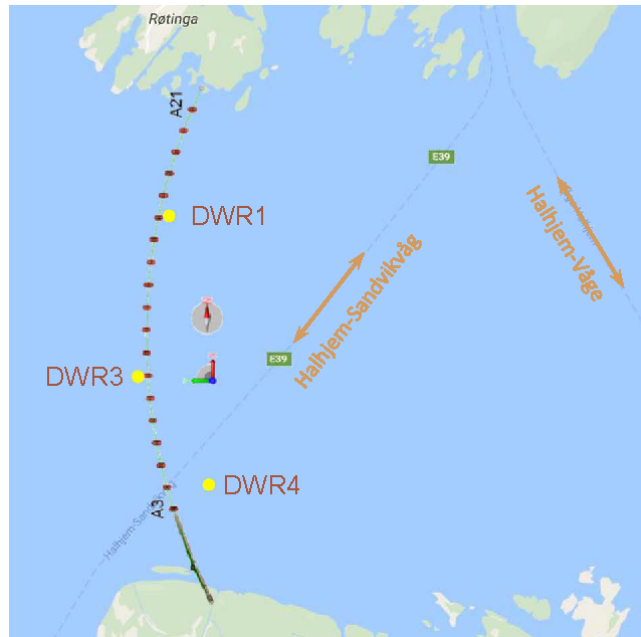 Røtinga
A21
E39
DWR1
Halhjem-Våge
Halhjem-Sandvikvåg
E39
DWR3
DWR4
A3
Halhjem-Sandvikvåg